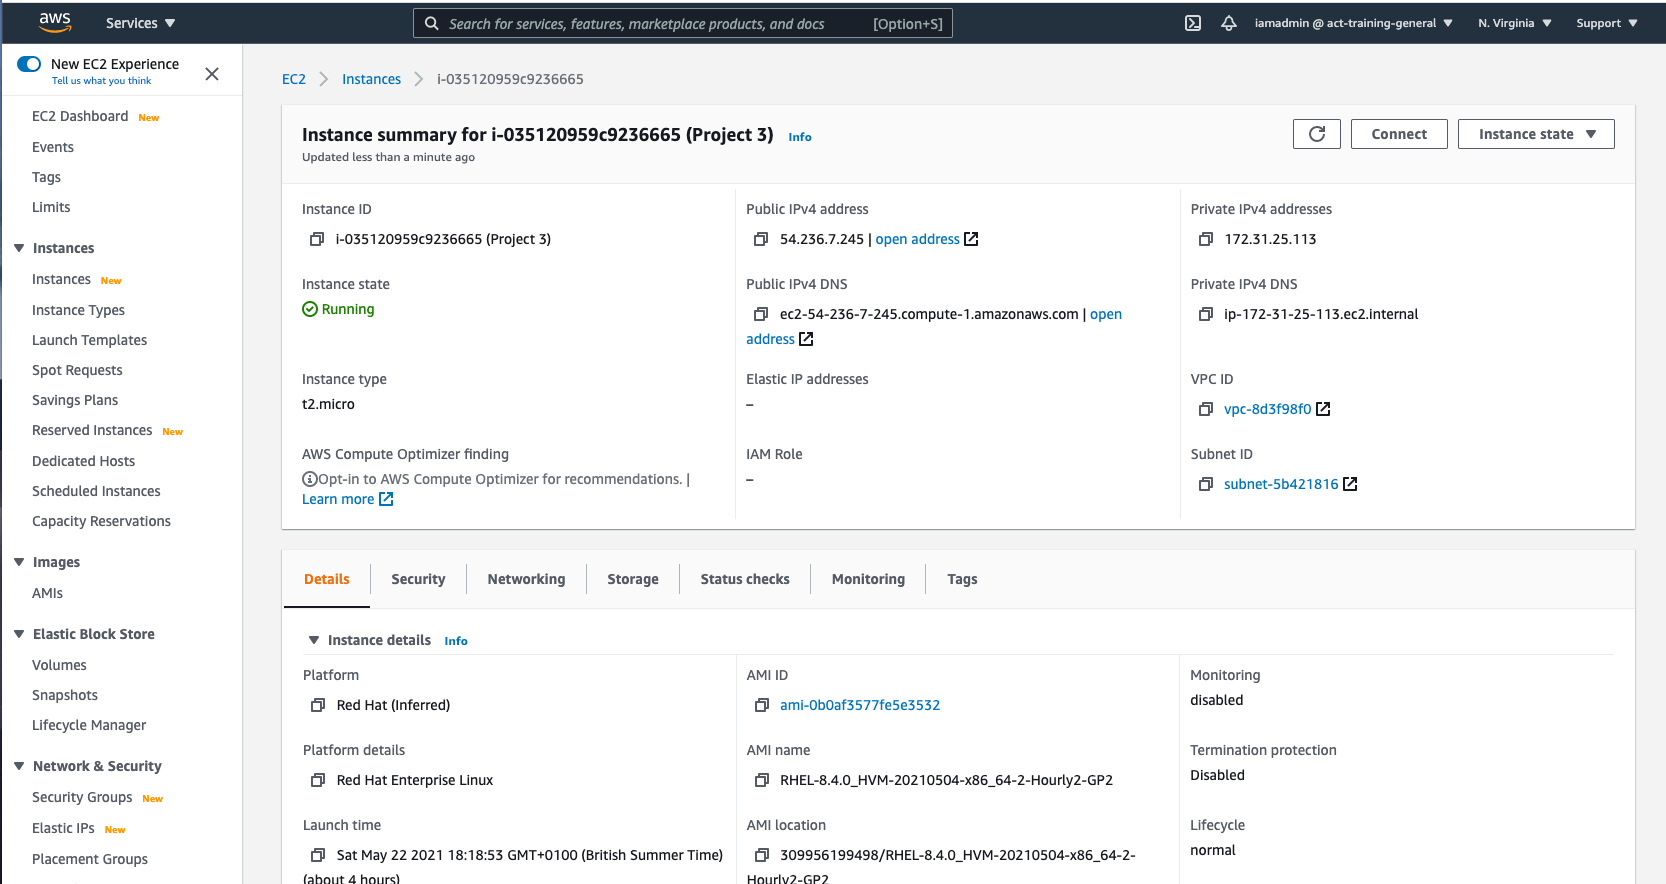 aws
Services
Search for services, features, marketplace products, and docs
[Option+S]
iamadmin @ act-training-general
N. Virginia
Support
New EC2 Experience
Tell us what you think
EC2 Dashboard New
Events
Tags
Limits
Instances
Instances New
Instance Types
Launch Templates
Spot Requests
Savings Plans
Reserved Instances New
Dedicated Hosts
Scheduled Instances
Capacity Reservations
Images
AMIs
Elastic Block Store
Volumes
Snapshots
Lifecycle Manager
Network & Security
Security Groups New
Elastic IPs New
Placement Groups
EC2
Instances
i-035120959c9236665
Instance summary for i-035120959c9236665 (Project 3) Info
Updated less than a minute ago
Connect
Instance state
Instance ID
i-035120959c9236665 (Project 3)
Public IPv4 address
54.236.7.245 | open address
Private IPv4 addresses
172.31.25.113
Instance state
Running
Public IPv4 DNS
ec2-54-236-7-245.compute-1.amazonaws.com | open
address
Private IPv4 DNS
ip-172-31-25-113.ec2.internal
Instance type
t2.micro
Elastic IP addresses
–
VPC ID
vpc-8d3f98f0
AWS Compute Optimizer finding
Opt-in to AWS Compute Optimizer for recommendations. |
Learn more
IAM Role
–
Subnet ID
subnet-5b421816
Details
Security
Networking
Storage
Status checks
Monitoring
Tags
Instance details Info
Platform
Red Hat (Inferred)
AMI ID
ami-0b0af3577fe5e3532
Monitoring
disabled
Platform details
Red Hat Enterprise Linux
AMI name
RHEL-8.4.0_HVM-20210504-x86_64-2-Hourly2-GP2
Termination protection
Disabled
Launch time
Sat May 22 2021 18:18:53 GMT+0100 (British Summer Time)
(about 4 hours)
AMI location
309956199498/RHEL-8.4.0_HVM-20210504-x86_64-2-
Hourly2-GP2
Lifecycle
normal